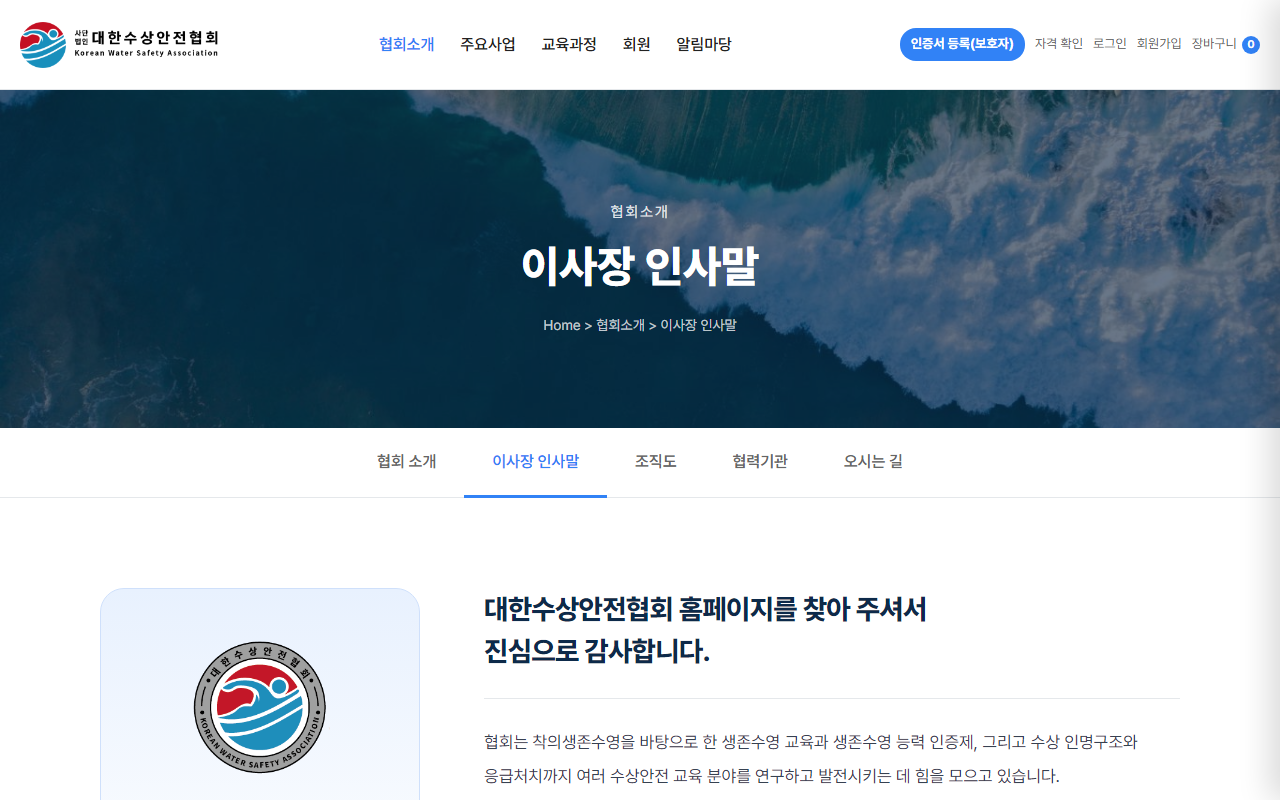 사단
법인 대한수상안전협회
Korean Water Safety Association
협회소개 주요사업 교육과정 회원 알림마당
인증서 등록(보호자) 자격 확인 로그인 회원가입 장바구니 0
협회소개
이사장 인사말
Home > 협회소개 > 이사장 인사말
협회 소개 이사장 인사말 조직도 협력기관 오시는 길
대한수상안전협회
KOREAN WATER SAFETY ASSOCIATION
대한수상안전협회 홈페이지를 찾아 주셔서
진심으로 감사합니다.
협회는 착의생존수영을 바탕으로 한 생존수영 교육과 생존수영 능력 인증제, 그리고 수상 인명구조와
응급처치까지 여러 수상안전 교육 분야를 연구하고 발전시키는 데 힘을 모으고 있습니다.